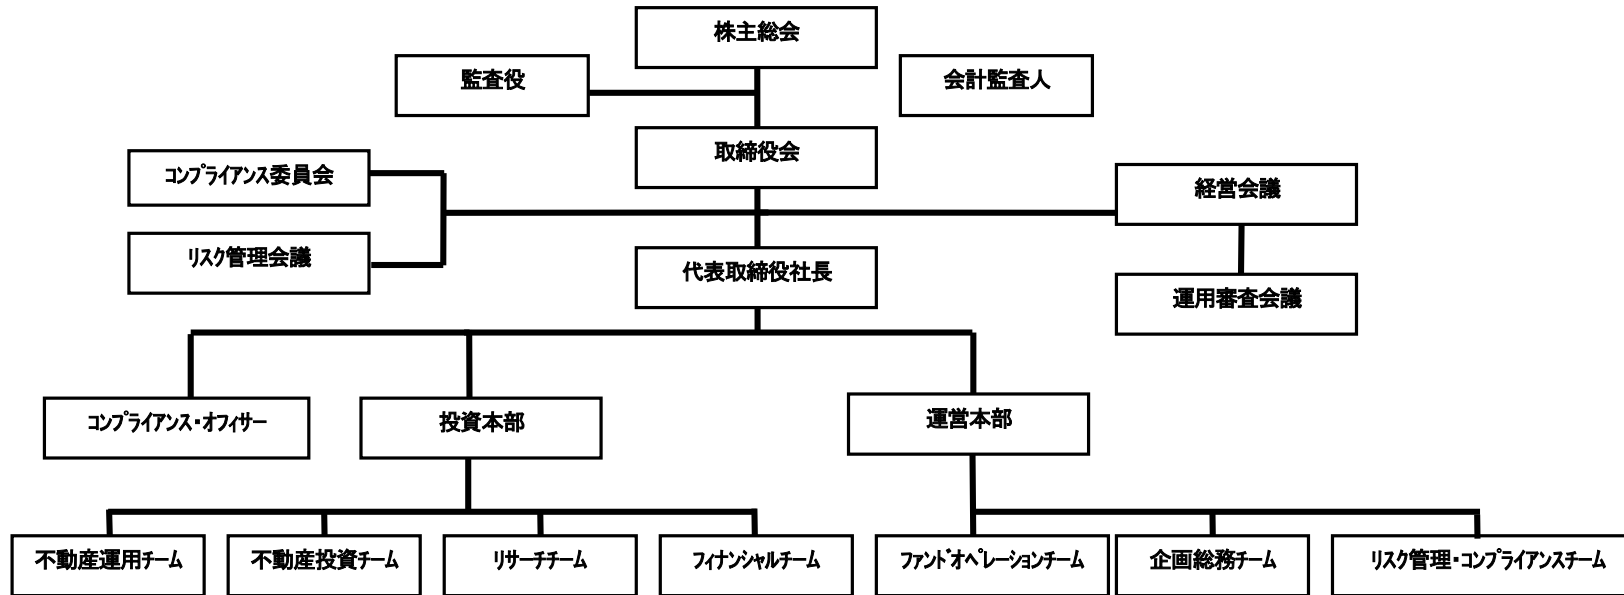 株主総会
監査役
会計監査人
取締役会
コンプライアンス委員会
経営会議
リスク管理会議
代表取締役社長
運用審査会議
コンプライアンス・オフィサー
投資本部
運営本部
不動産運用チーム
不動産投資チーム
リサーチチーム
フィナンシャルチーム
ファンドオペレーションチーム
企画総務チーム
リスク管理・コンプライアンスチーム